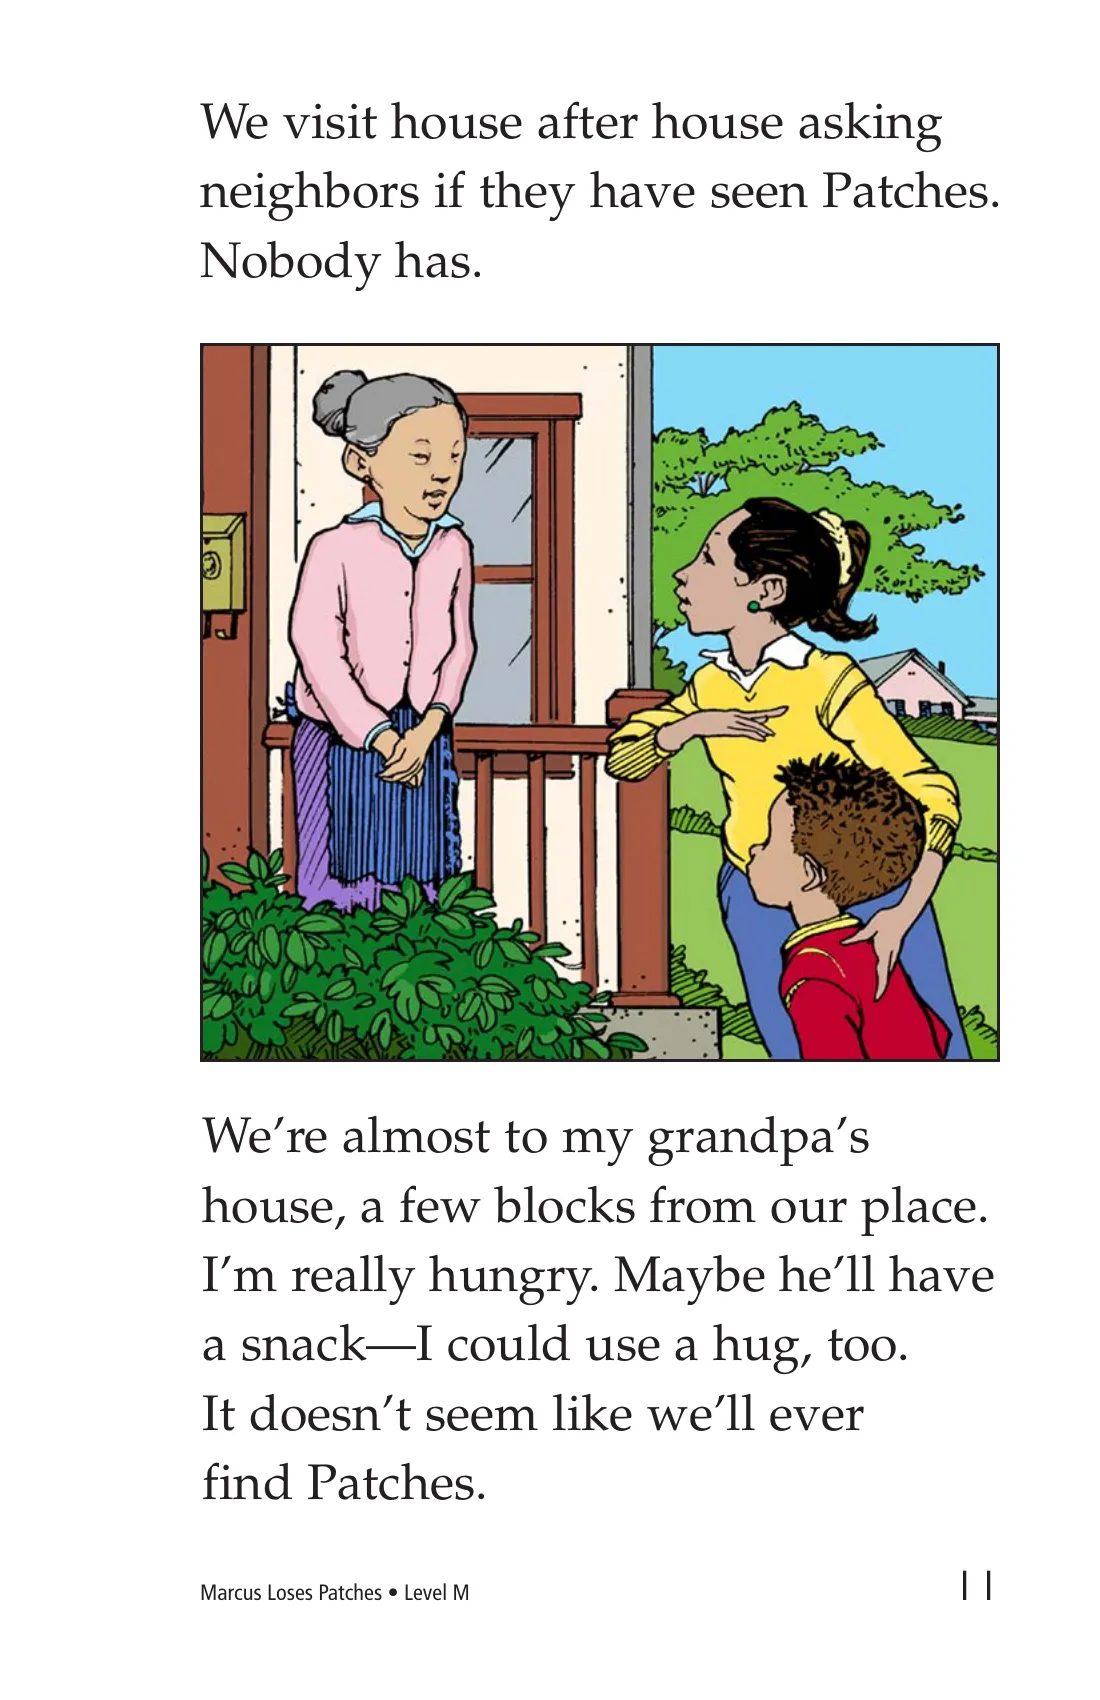 We visit house after house asking
neighbors if they have seen Patches.
Nobody has.
We’re almost to my grandpa’s
house, a few blocks from our place.
I’m really hungry. Maybe he’ll have
a snack—I could use a hug, too.
It doesn’t seem like we’ll ever
find Patches.
Marcus Loses Patches • Level M
11